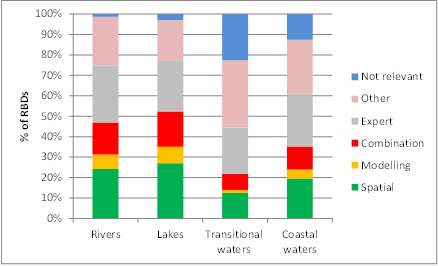 100%
90%
80%
70%
60%
50%
40%
30%
20%
10%
0%
% of RBDs
Rivers
Lakes
Transitional
waters
Coastal
waters
Not relevant
Other
Expert
Combination
Modelling
Spatial